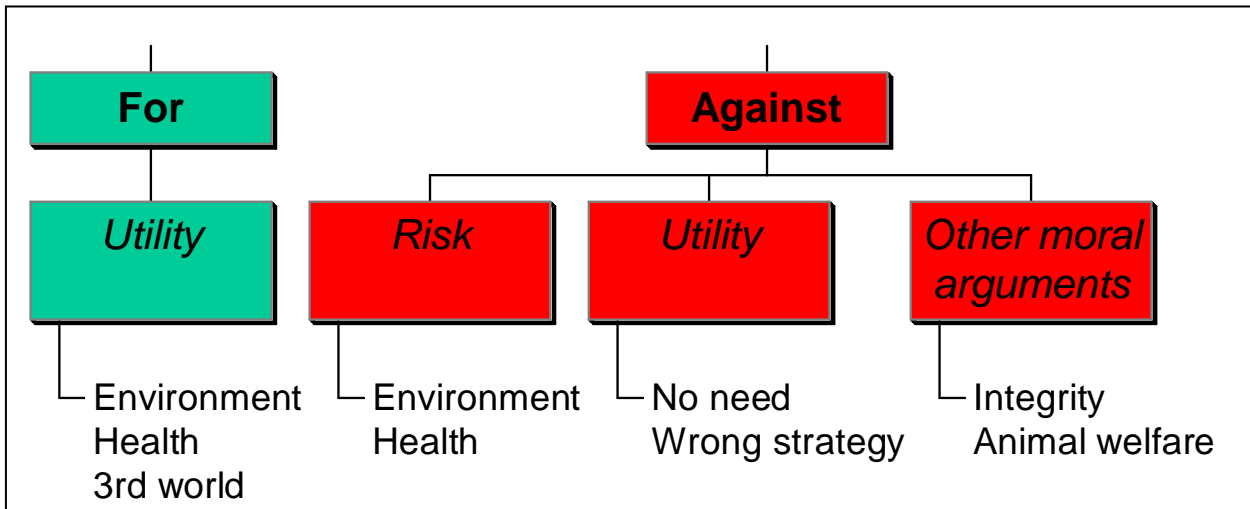 For
Against
Utility
Risk
Utility
Other moral
arguments
Environment
Health
3rd world
Environment
Health
No need
Wrong strategy
Integrity
Animal welfare